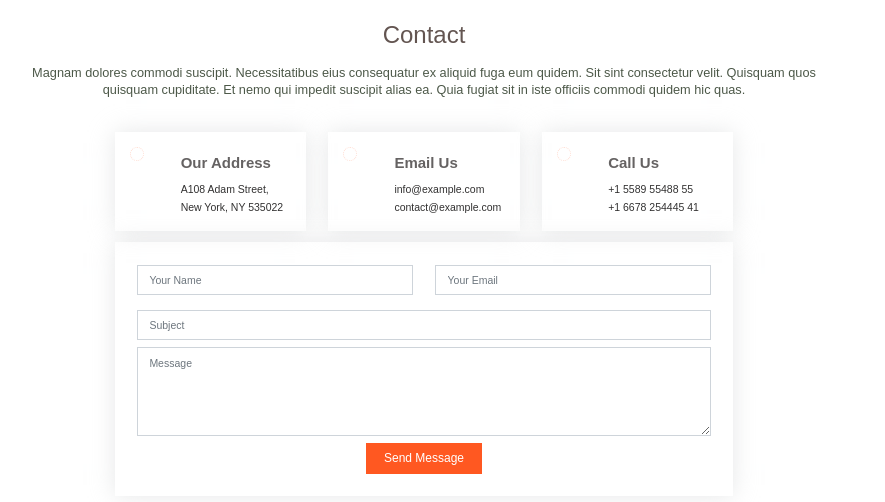 Contact
Magnam dolores commodi suscipit. Necessitatibus eius consequatur ex aliquid fuga eum quidem. Sit sint consectetur velit. Quisquam quos
quisquam cupiditate. Et nemo qui impedit suscipit alias ea. Quia fugiat sit in iste officiis commodi quidem hic quas.
Our Address
A108 Adam Street,
New York, NY 535022
Email Us
info@example.com
contact@example.com
Call Us
+1 5589 55488 55
+1 6678 254445 41
Your Name
Your Email
Subject
Message
Send Message